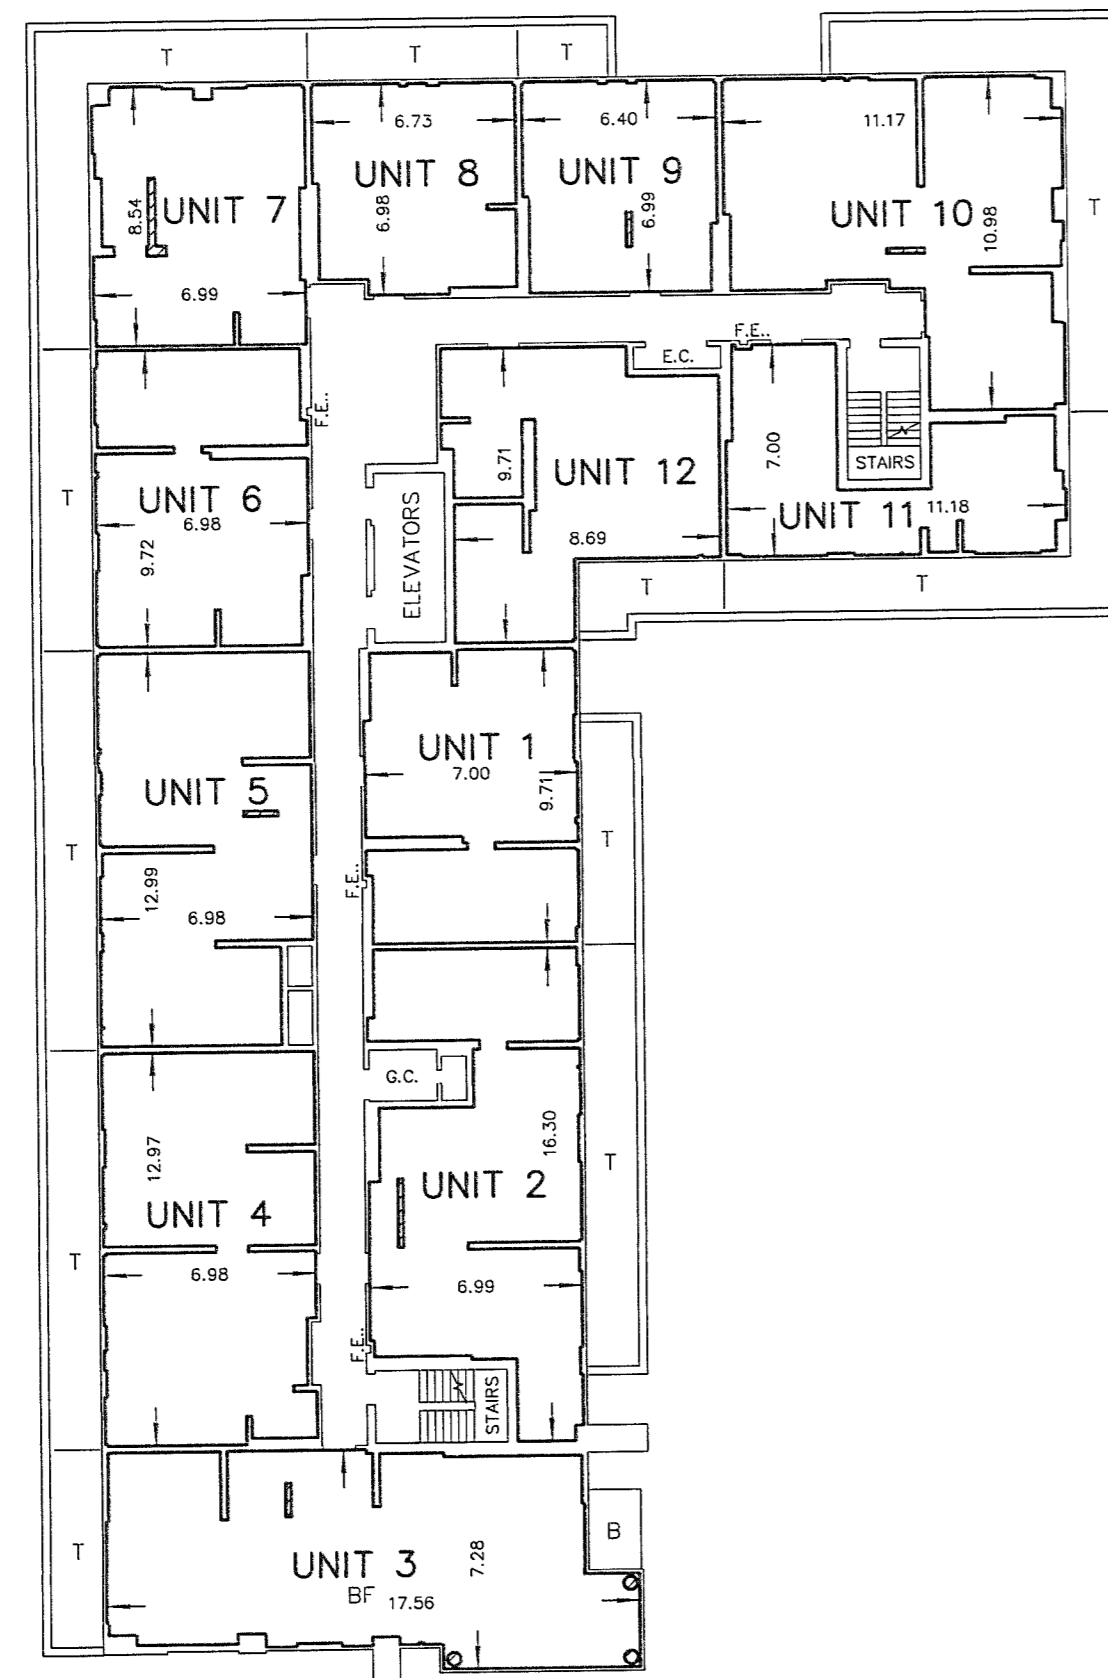 T
T
T
6.73
6.40
11.17
UNIT 8
UNIT 9
8.54
UNIT 7
6.98
6.99
UNIT 10
10.98
T
6.99
F.E..
E.C.
F.E..
9.71
UNIT 12
7.00
STAIRS
T
UNIT 6
6.98
9.72
ELEVATORS
8.69
UNIT 11
11.18
T
T
UNIT 1
7.00
9.71
UNIT 5
T
T
12.99
F.E..
6.98
G.C.
12.97
16.30
T
UNIT 2
UNIT 4
T
6.98
6.99
F.E..
STAIRS
T
B
UNIT 3
7.28
BF 17.56